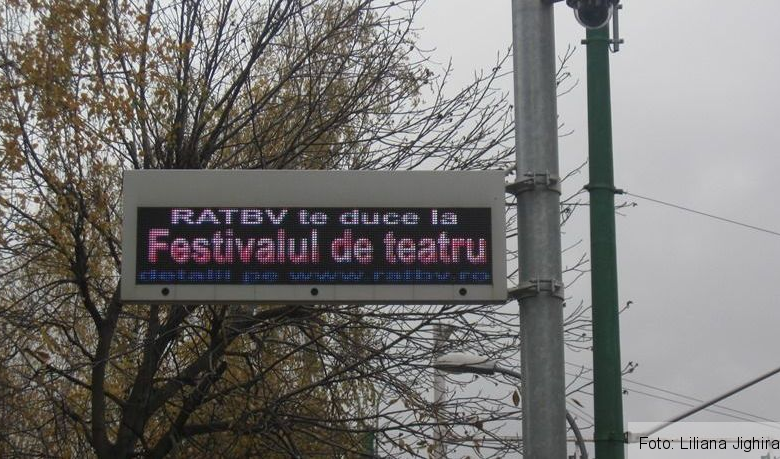 RATBV te duce la
Festivalul de teatru
detalii pe www.ratbv.ro
Foto: Liliana Jighira